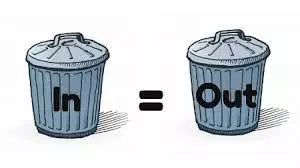 In = Out